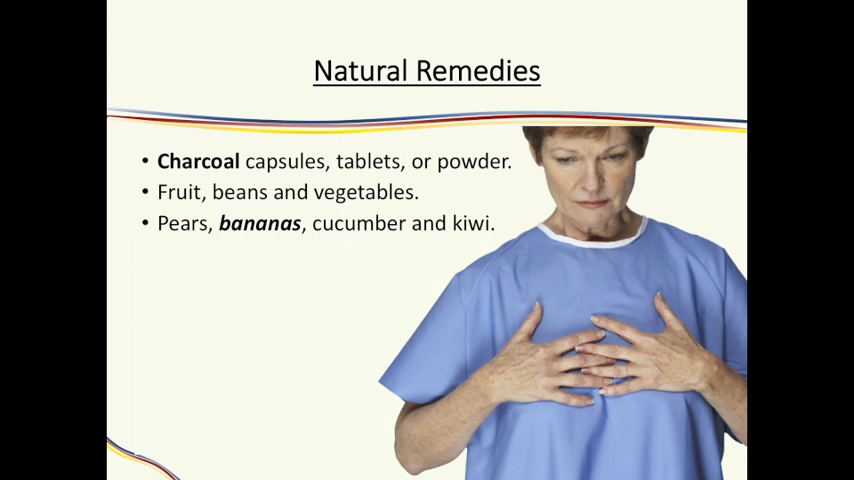 Natural Remedies
• Charcoal capsules, tablets, or powder.
• Fruit, beans and vegetables.
• Pears, bananas, cucumber and kiwi.